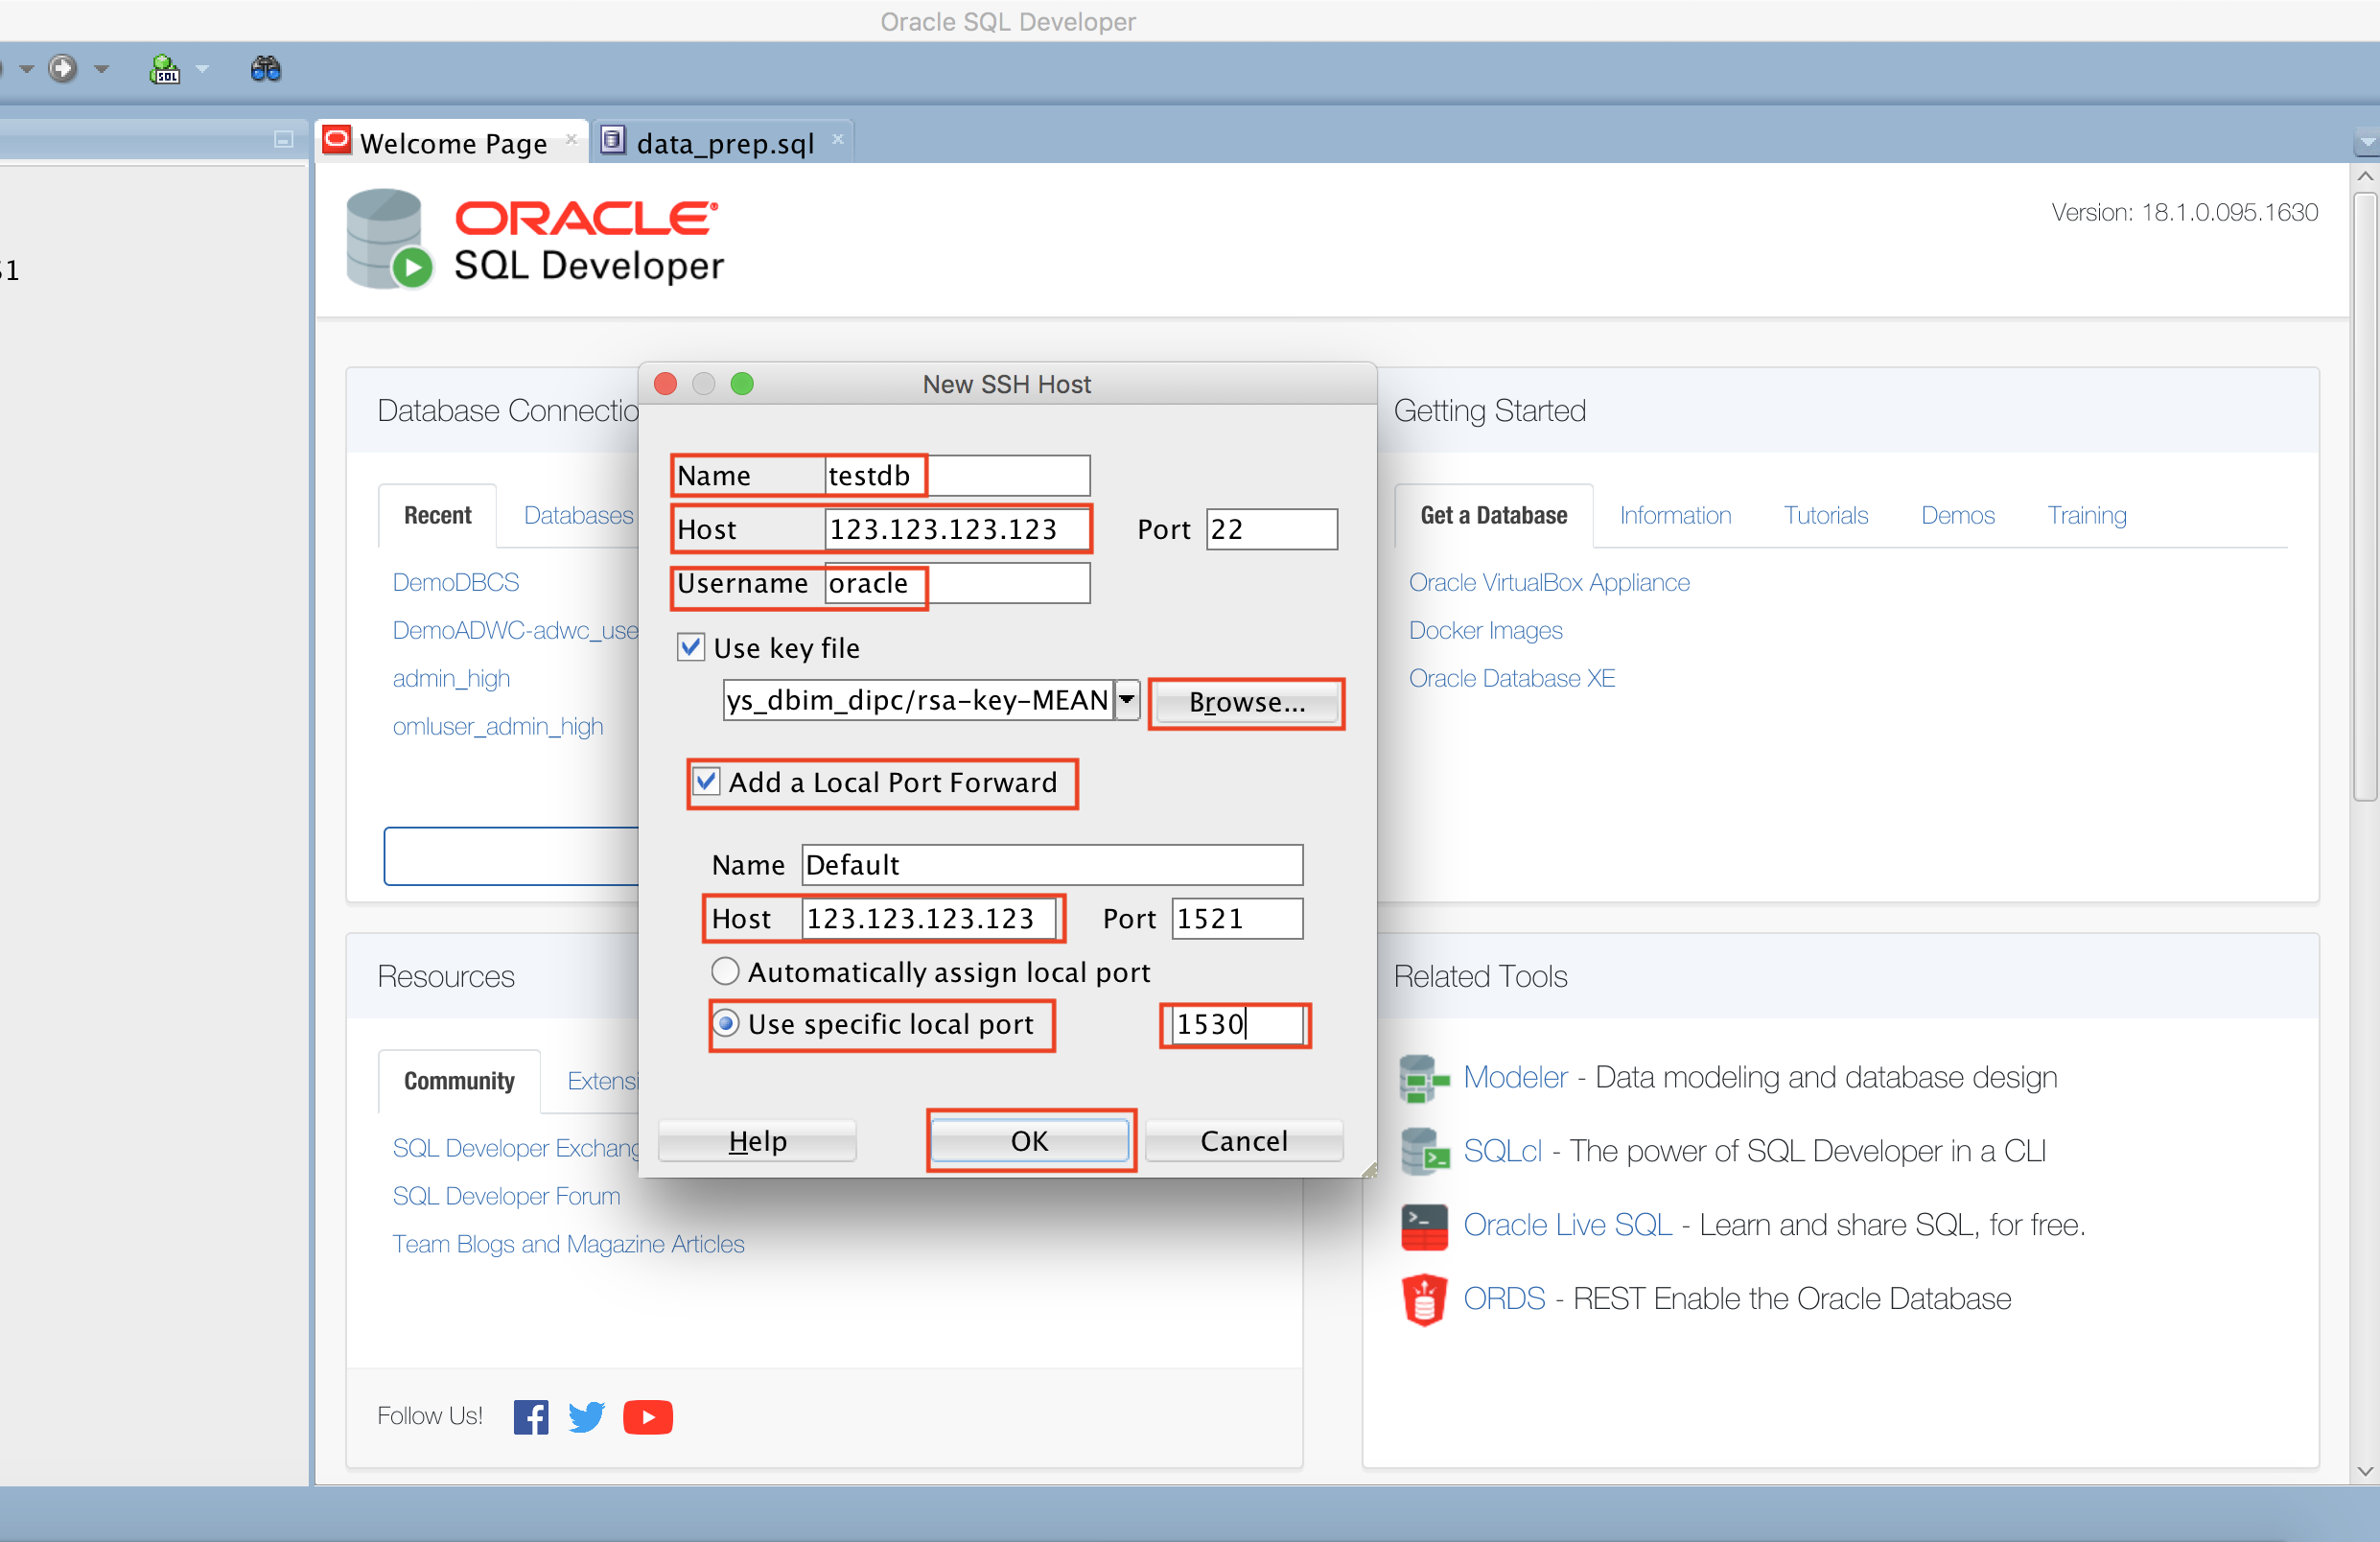 Oracle SQL Developer
SQL
Welcome Page
data_prep.sql
ORACLE®
SQL Developer
Version: 18.1.0.095.1630
Database Connectio
Recent
Databases
DemoDBCS
DemoADWC-adwc_use
admin_high
omluser_admin_high
New SSH Host
Name testdb
Host 123.123.123.123 Port 22
Username oracle
Use key file
ys_dbim_dipc/rsa-key-MEAN Browse...
Add a Local Port Forward
Name Default
Host 123.123.123.123 Port 1521
Automatically assign local port
Use specific local port 1530
Help OK Cancel
Getting Started
Get a Database Information Tutorials Demos Training
Oracle VirtualBox Appliance
Docker Images
Oracle Database XE
Resources
Community Extensi
SQL Developer Exchang
SQL Developer Forum
Team Blogs and Magazine Articles
Follow Us!
Related Tools
Modeler - Data modeling and database design
SQLcl - The power of SQL Developer in a CLI
Oracle Live SQL - Learn and share SQL, for free.
ORDS - REST Enable the Oracle Database